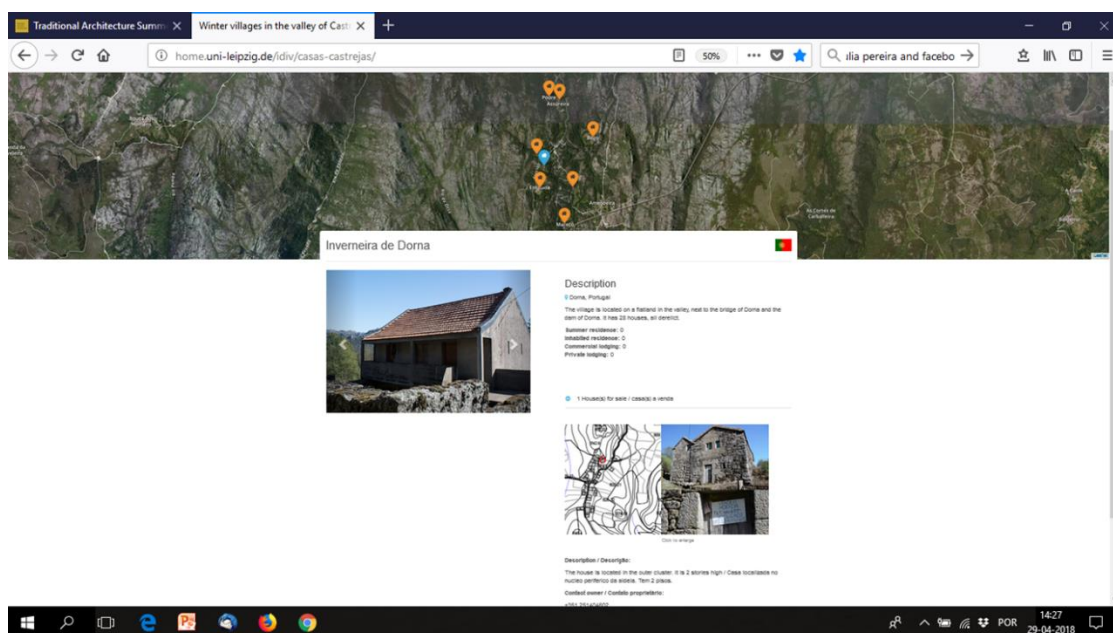 Traditional Architecture Summ
Winter villages in the valley of Cast
home.uni-leipzig.de/idiv/casas-castrejas/
50%
ilia pereira and facebo
Inverneira de Dorna
Description
Dorna, Portugal
The village is located on a flatland in the valley, next to the bridge of Dorna and the
dam of Dorna. It has 28 houses, all derelict.
Summer residence: 0
Inhabited residence: 0
Commercial lodging: 0
Private lodging: 0
1 House(s) for sale / casa(s) à venda
Click to enlarge
Description / Descrição:
The house is located in the outer cluster. It is 2 stories high / Casa localizada no
nucleo periferico da aldeia. Tem 2 pisos.
Contact owner / Contato proprietário:
POR
14:27
29-04-2018